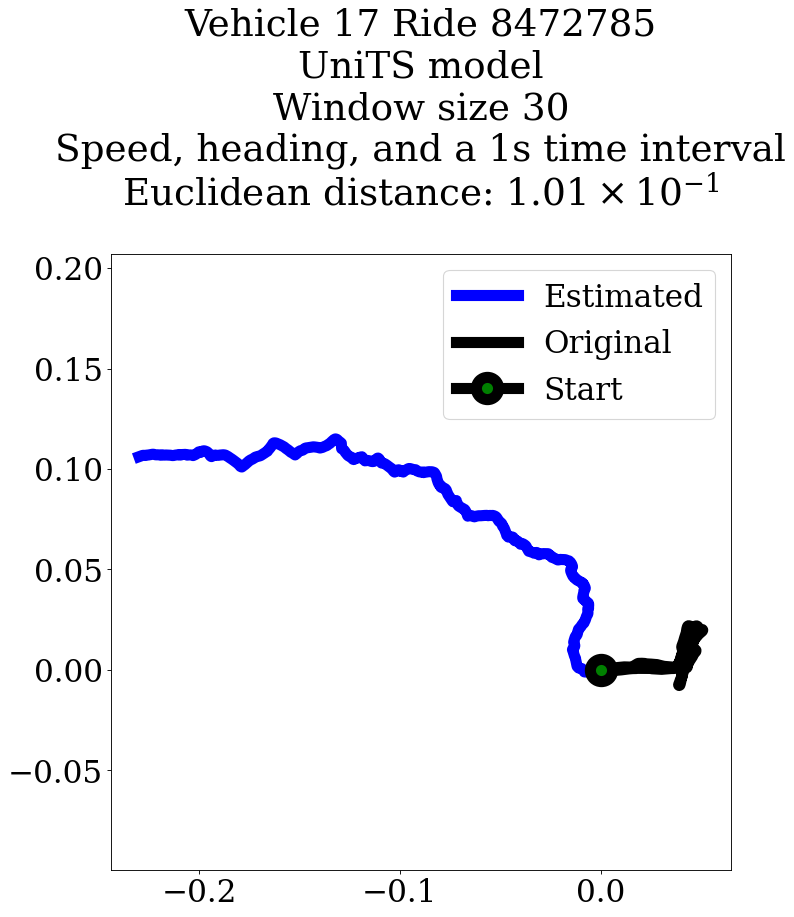 Vehicle 17 Ride 8472785
UniTS model
Window size 30
Speed, heading, and a 1s time interval
Euclidean distance: 1.01 × 10⁻¹
Estimated
Original
Start
0.20
0.15
0.10
0.05
0.00
−0.05
−0.2
−0.1
0.0